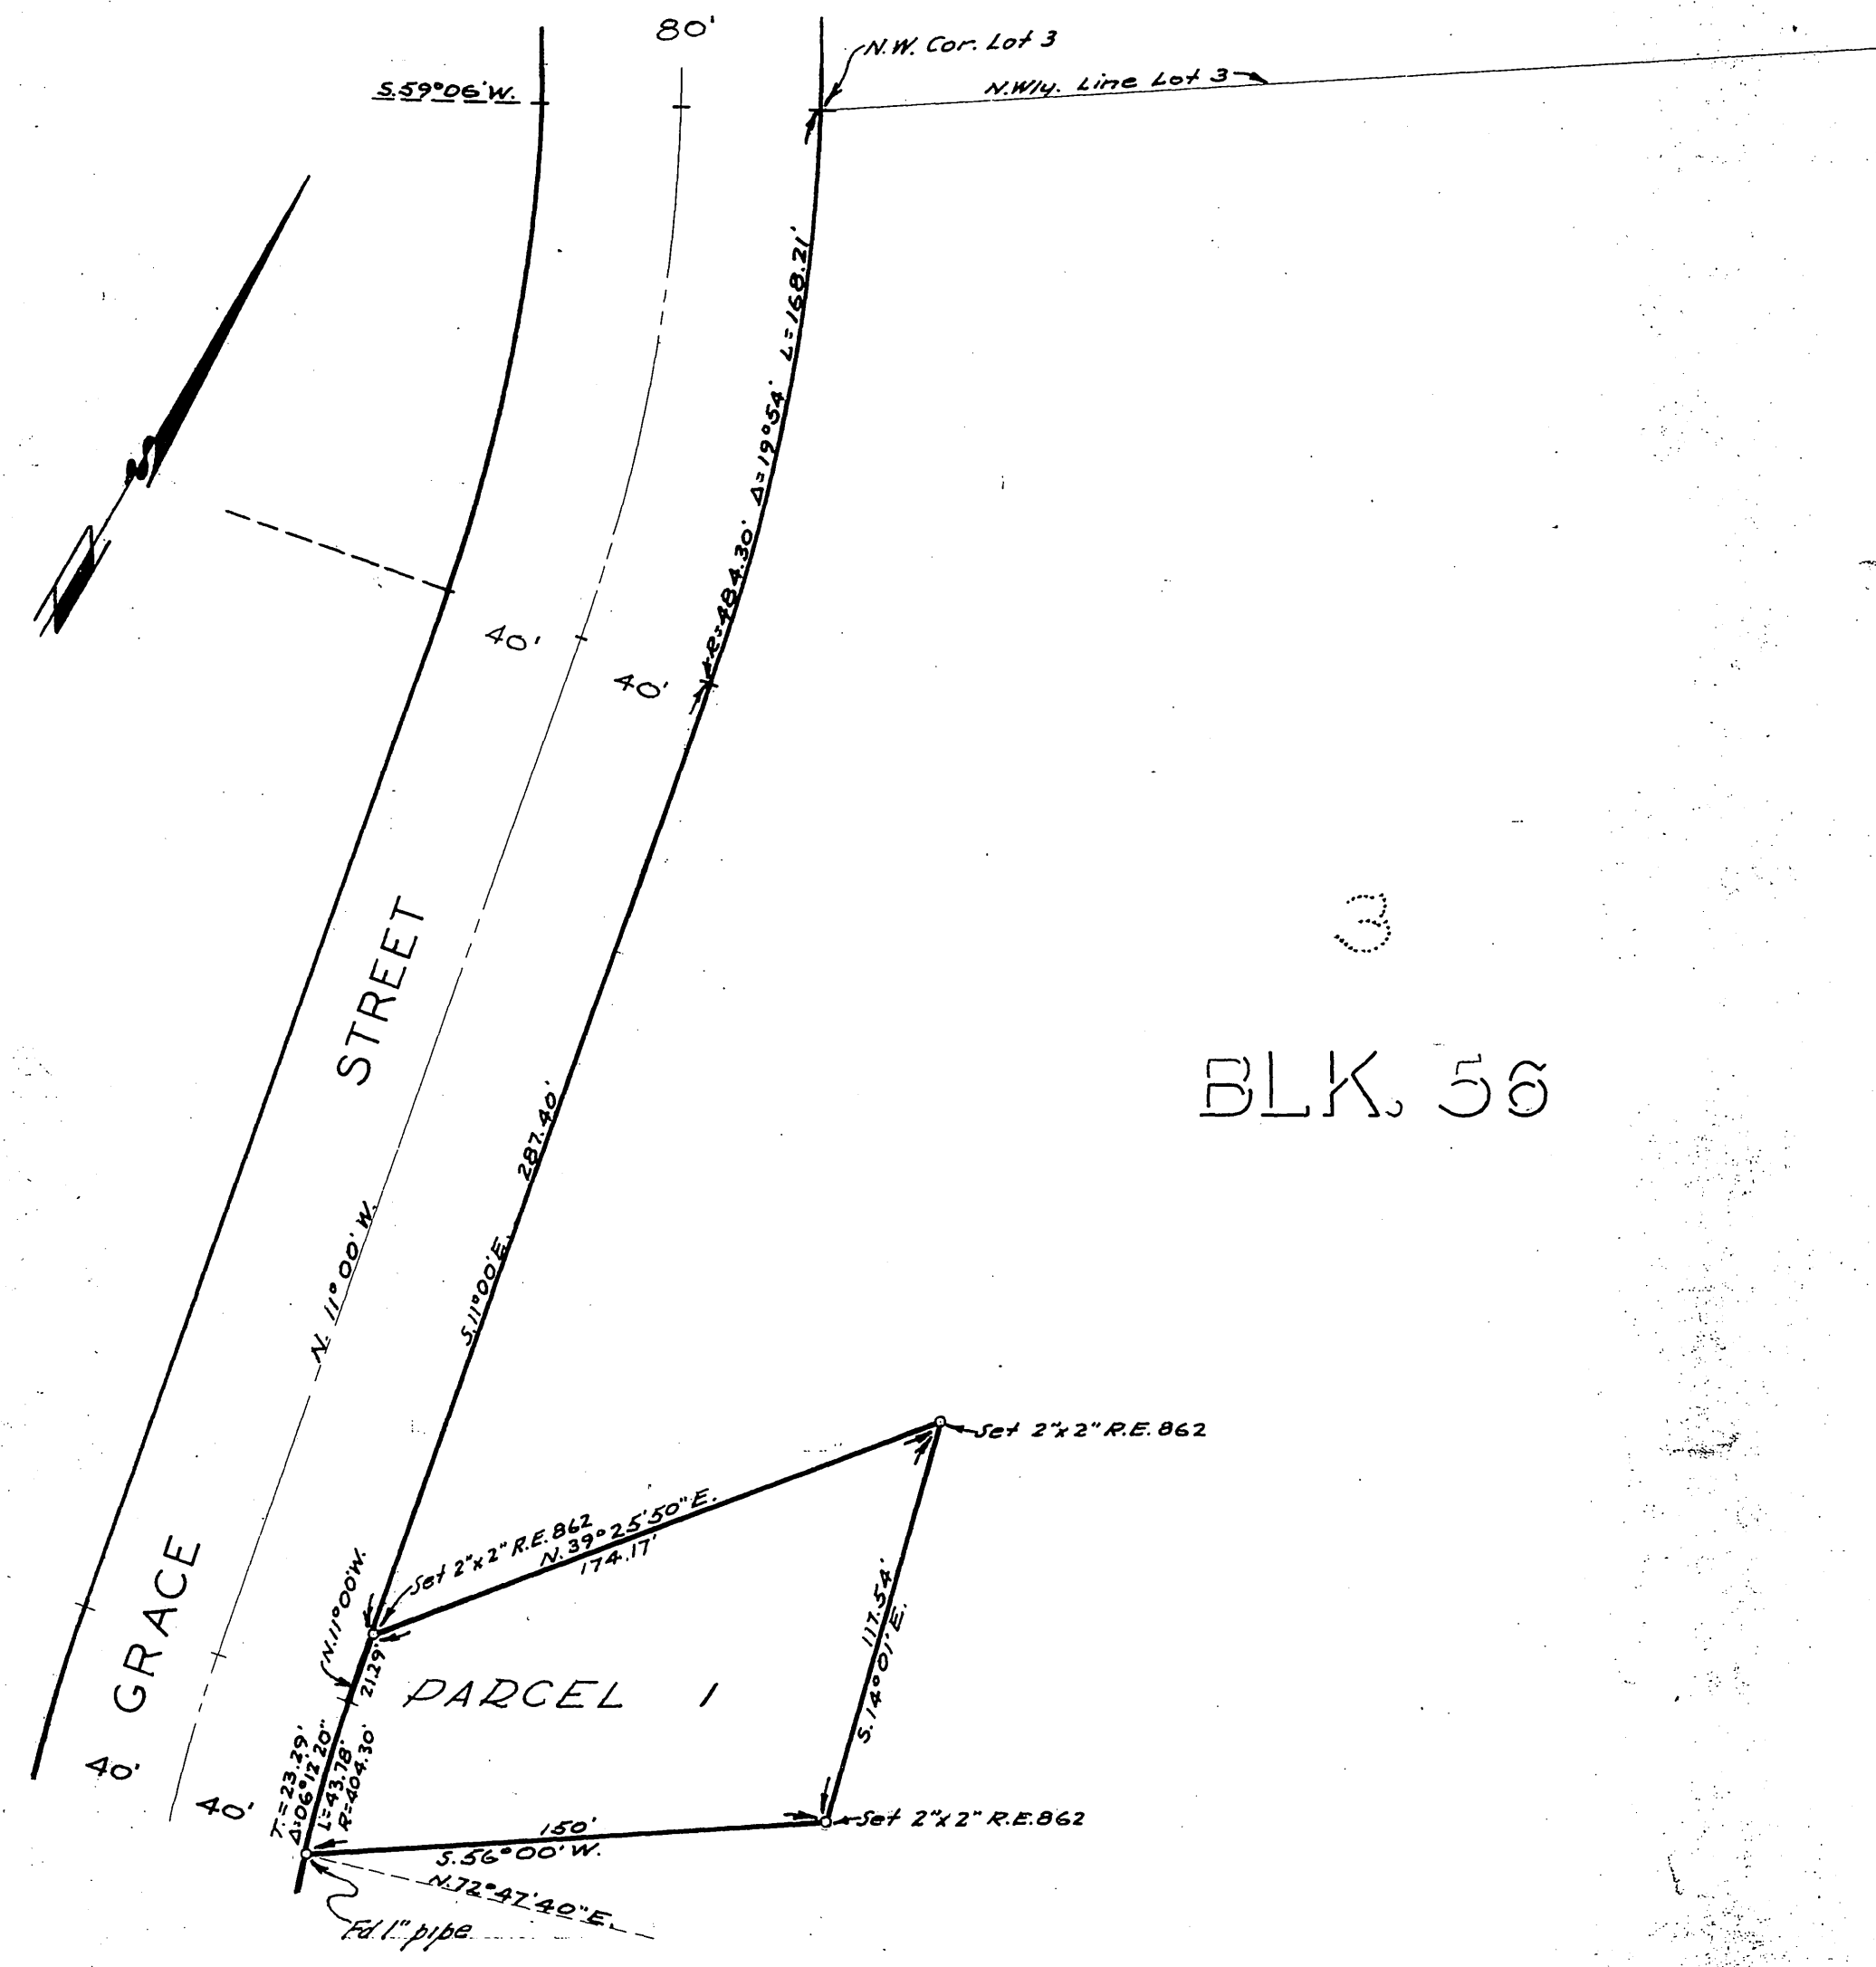 80'
N.W. Cor. Lot 3
S.59°06'W.
N.Wly. Line Lot 3
R=484.30' Δ=19°54' L=168.21'
40'
40'
3
BLK. 56
GRACE STREET
N. 11°00' W.
S.11°00'E. 287.40'
Set 2"x2" R.E.862
Set 2"x2" R.E.862
N.39°25'50"E.
174.17'
N.11°00'W.
21.29'
PARCEL 1
117.54'
S.14°01'E.
T.=23.29'
Δ=06°12'20"
L=43.78'
R=404.30'
40'
40'
Set 2"x2" R.E.862
150'
S.56°00'W.
N.72°47'40"E.
Fd 1" pipe
N